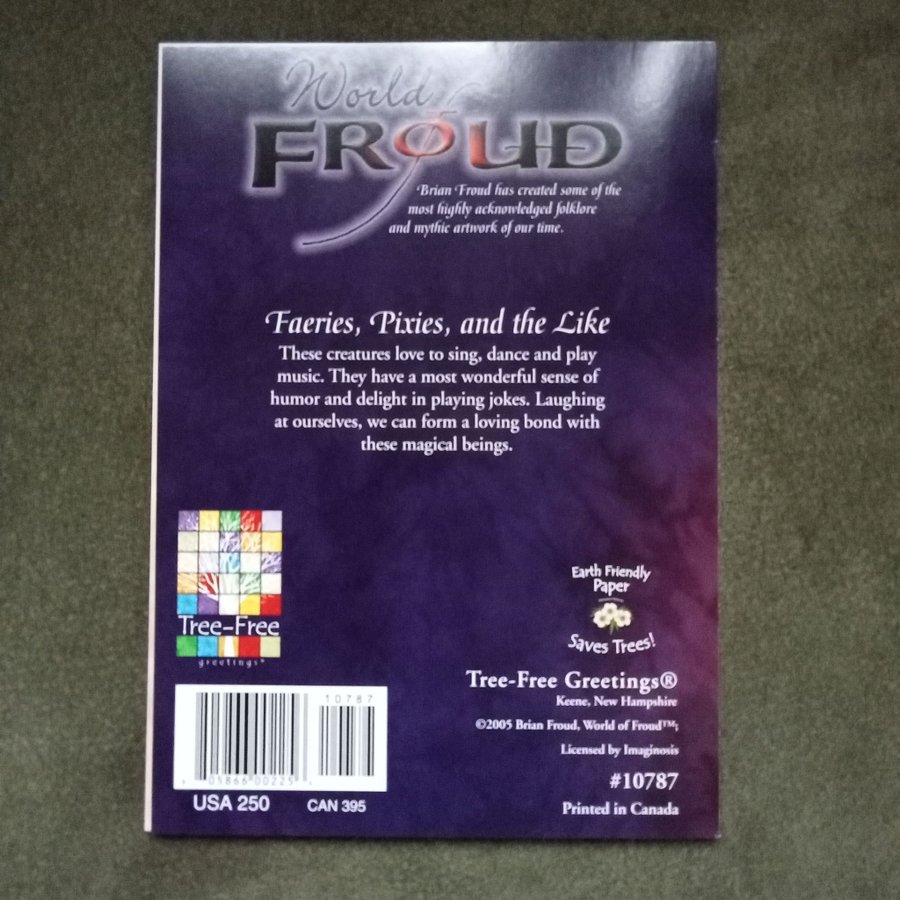 World of
FROUD
Brian Froud has created some of the
most highly acknowledged folklore
and mythic artwork of our time.
Faeries, Pixies, and the Like
These creatures love to sing, dance and play
music. They have a most wonderful sense of
humor and delight in playing jokes. Laughing
at ourselves, we can form a loving bond with
these magical beings.
Tree-Free
greetings®
Earth Friendly
Paper
Saves Trees!
Tree-Free Greetings®
Keene, New Hampshire
©2005 Brian Froud, World of Froud™;
Licensed by Imaginosis
#10787
Printed in Canada
10787
05866 00225
USA 250 CAN 395